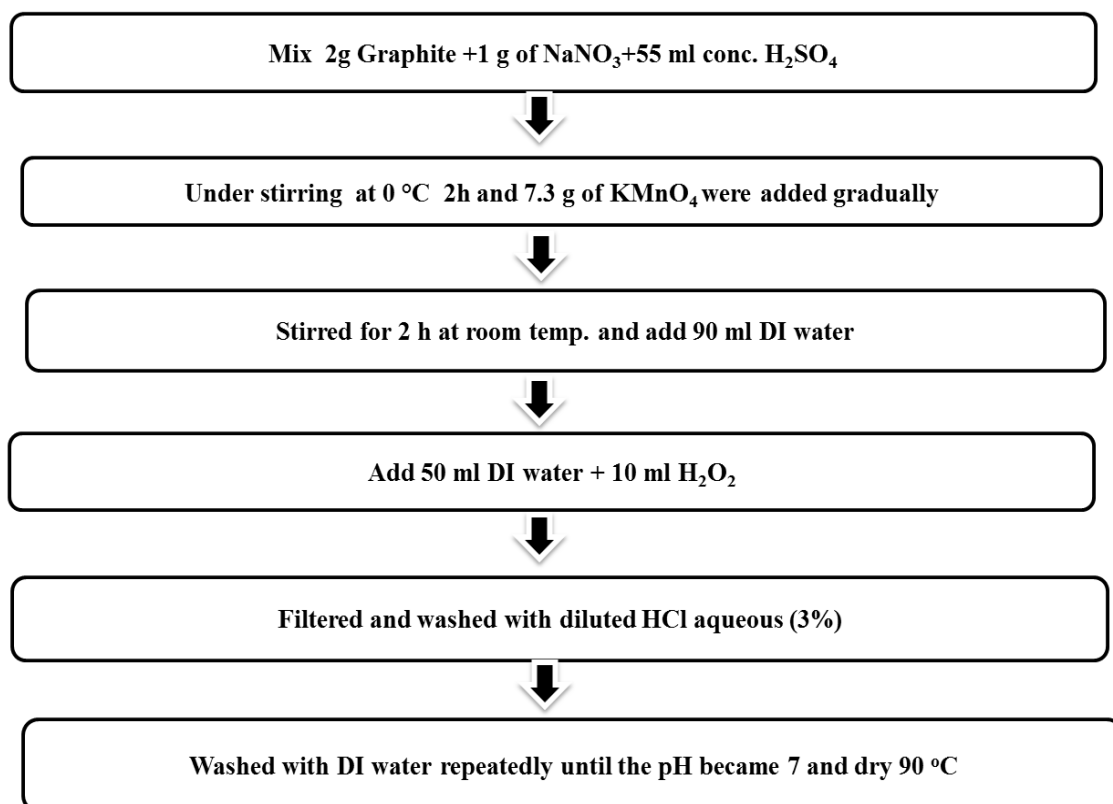 Mix 2g Graphite +1 g of NaNO₃+55 ml conc. H₂SO₄
Under stirring at 0 °C 2h and 7.3 g of KMnO₄ were added gradually
Stirred for 2 h at room temp. and add 90 ml DI water
Add 50 ml DI water + 10 ml H₂O₂
Filtered and washed with diluted HCl aqueous (3%)
Washed with DI water repeatedly until the pH became 7 and dry 90 °C